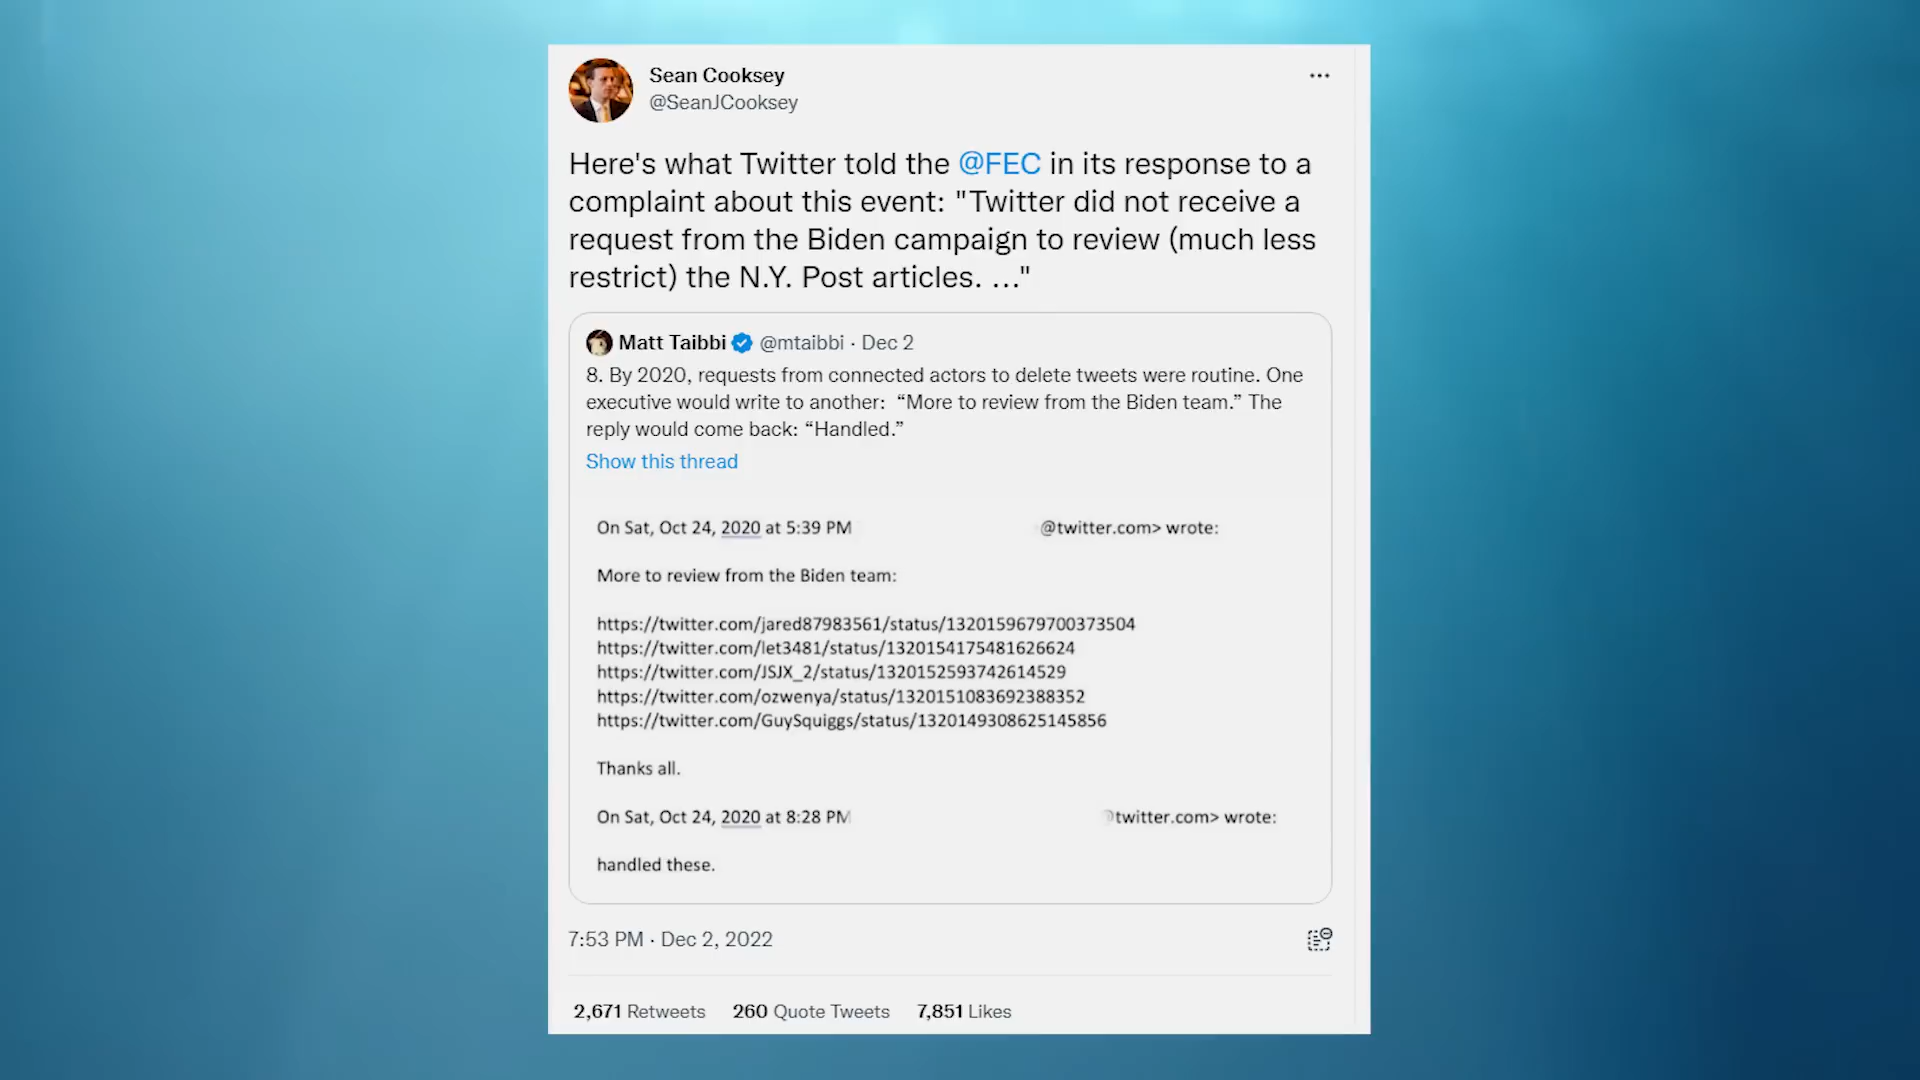 Sean Cooksey
@SeanJCooksey
Here's what Twitter told the @FEC in its response to a
complaint about this event: "Twitter did not receive a
request from the Biden campaign to review (much less
restrict) the N.Y. Post articles. ..."
Matt Taibbi @mtaibbi · Dec 2
8. By 2020, requests from connected actors to delete tweets were routine. One
executive would write to another:  “More to review from the Biden team.” The
reply would come back: “Handled.”
Show this thread
On Sat, Oct 24, 2020 at 5:39 PM @twitter.com> wrote:
More to review from the Biden team:
https://twitter.com/jared87983561/status/1320159679700373504
https://twitter.com/let3481/status/1320154175481626624
https://twitter.com/JSJX_2/status/1320152593742614529
https://twitter.com/ozwenya/status/1320151083692388352
https://twitter.com/GuySquiggs/status/1320149308625145856
Thanks all.
On Sat, Oct 24, 2020 at 8:28 PM @twitter.com> wrote:
handled these.
7:53 PM · Dec 2, 2022
2,671 Retweets 260 Quote Tweets 7,851 Likes